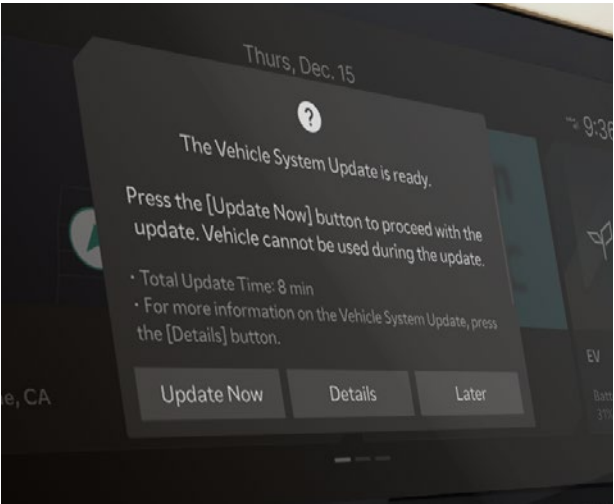 Thurs, Dec. 15
?
9:36
The Vehicle System Update is ready.
Press the [Update Now] button to proceed with the
update. Vehicle cannot be used during the update.
• Total Update Time: 8 min
• For more information on the Vehicle System Update, press
the [Details] button.
Update Now
Details
Later
, CA
EV